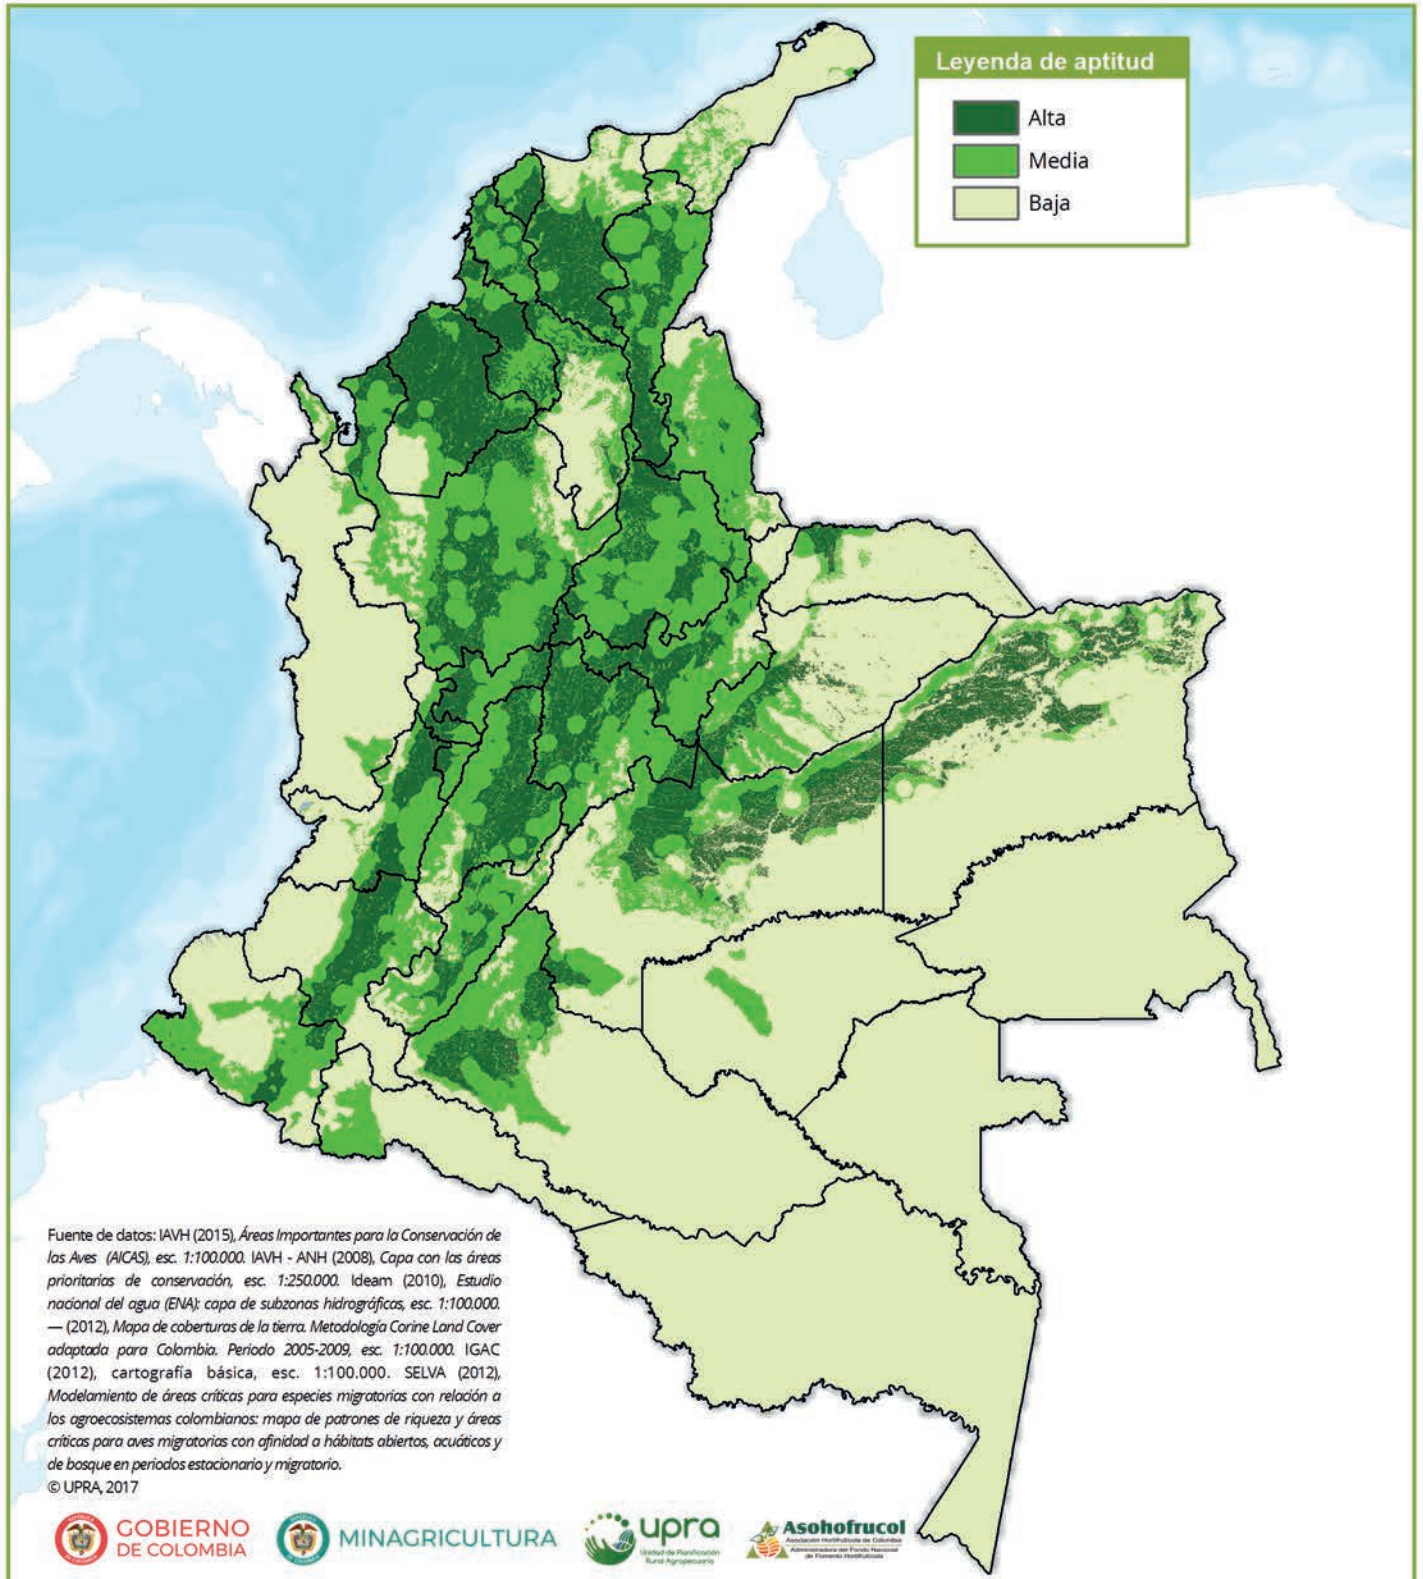 Leyenda de aptitud
Alta
Media
Baja
Fuente de datos: IAVH (2015), Áreas Importantes para la Conservación de
las Aves (AICAS), esc. 1:100.000. IAVH - ANH (2008), Capa con las áreas
prioritarias de conservación, esc. 1:250.000. Ideam (2010), Estudio
nacional del agua (ENA): capa de subzonas hidrográficas, esc. 1:100.000.
— (2012), Mapa de coberturas de la tierra. Metodología Corine Land Cover
adaptada para Colombia. Periodo 2005-2009, esc. 1:100.000. IGAC
(2012), cartografía básica, esc. 1:100.000. SELVA (2012),
Modelamiento de áreas críticas para especies migratorias con relación a
los agroecosistemas colombianos: mapa de patrones de riqueza y áreas
críticas para aves migratorias con afinidad a hábitats abiertos, acuáticos y
de bosque en periodos estacionario y migratorio.
© UPRA, 2017
GOBIERNO
DE COLOMBIA
MINAGRICULTURA
upra
Unidad de Planificación
Rural Agropecuaria
Asohofrucol
Asociación Hortifrutícola de Colombia
Administradora del Fondo Nacional
de Fomento Hortifrutícola